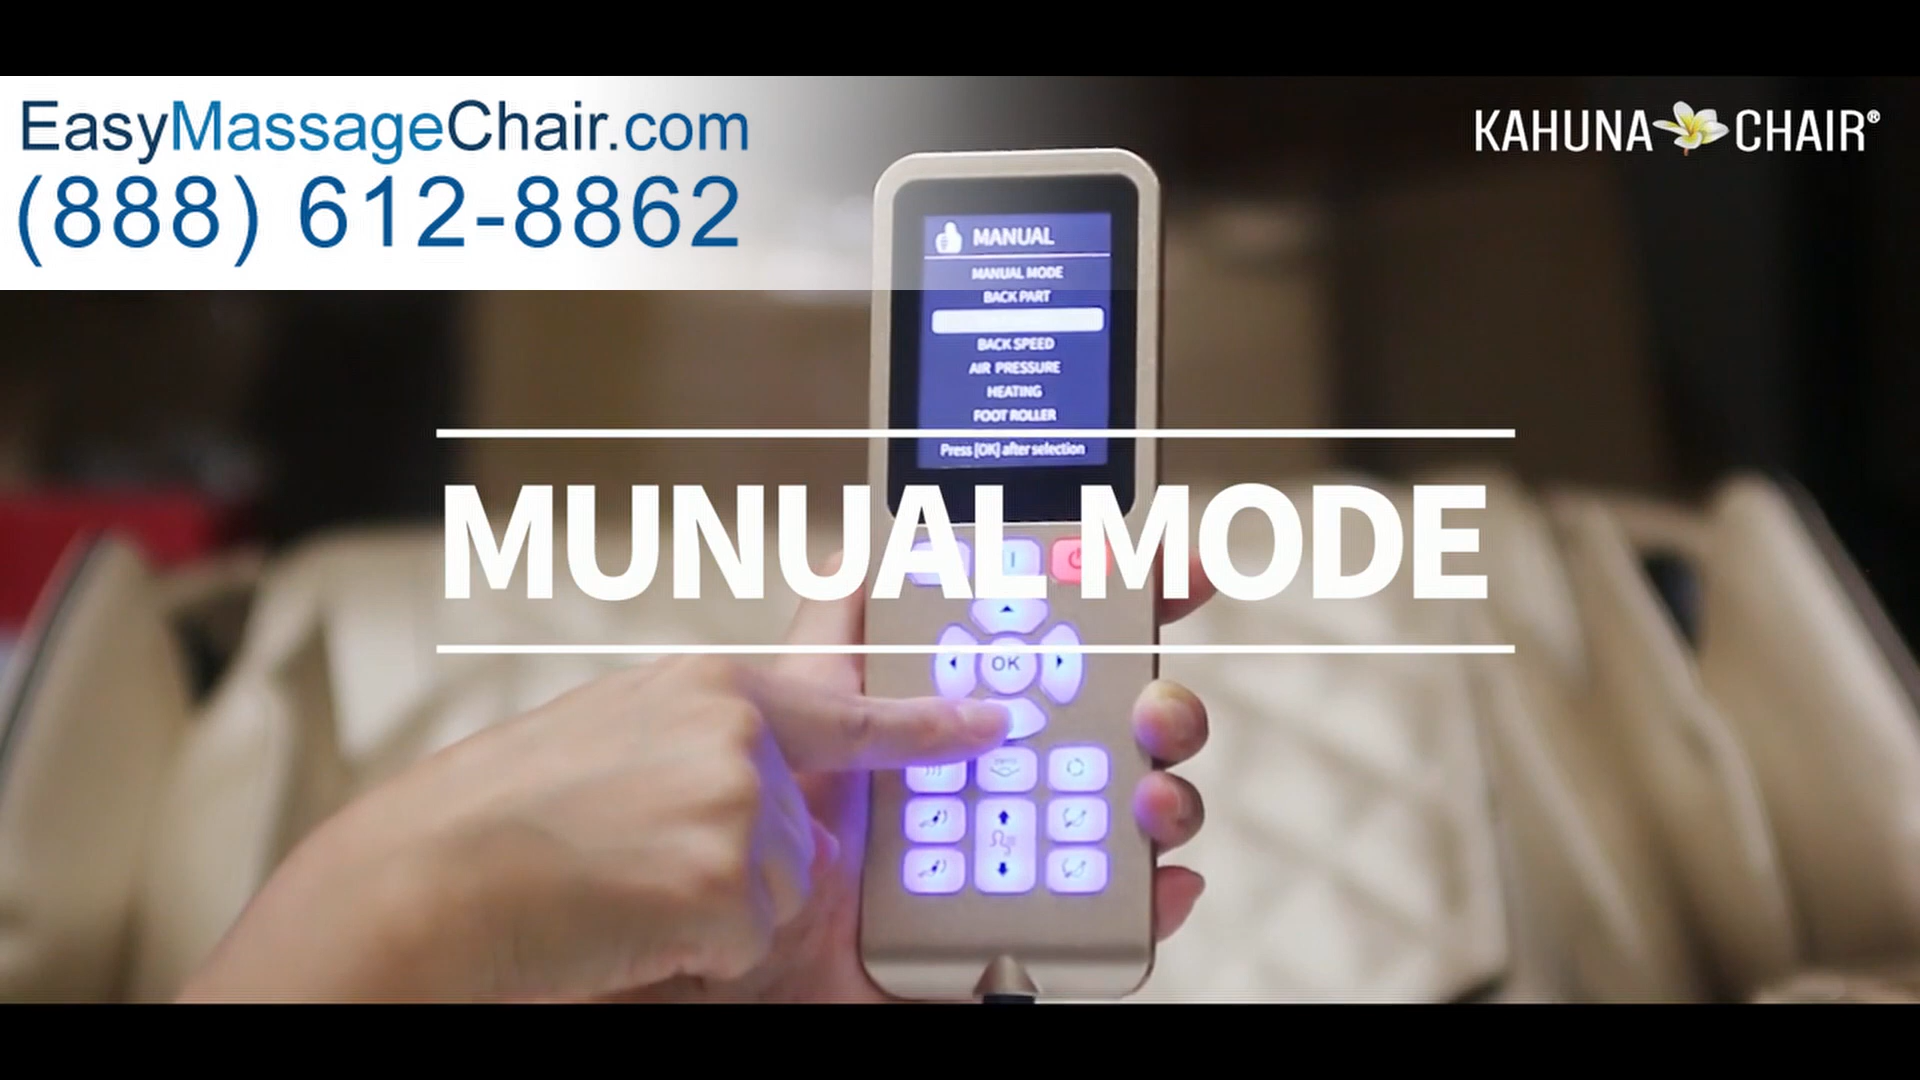 EasyMassageChair.com
(888) 612-8862
KAHUNA CHAIR®
MANUAL
MANUAL MODE
BACK PART
BACK SPEED
AIR PRESSURE
HEATING
FOOT ROLLER
Press [OK] after selection
MUNUAL MODE
OK